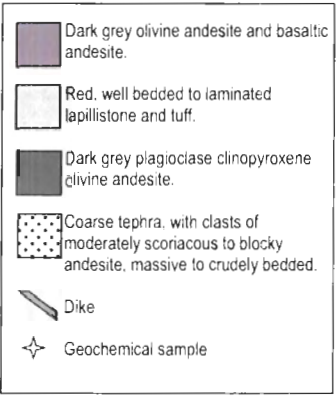 Dark grey olivine andesite and basaltic
andesite.
Red, well bedded to laminated
lapillistone and tuff.
Dark grey plagioclase clinopyroxene
olivine andesite.
Coarse tephra, with clasts of
moderately scoriacous to blocky
andesite, massive to crudely bedded.
Dike
Geochemical sample